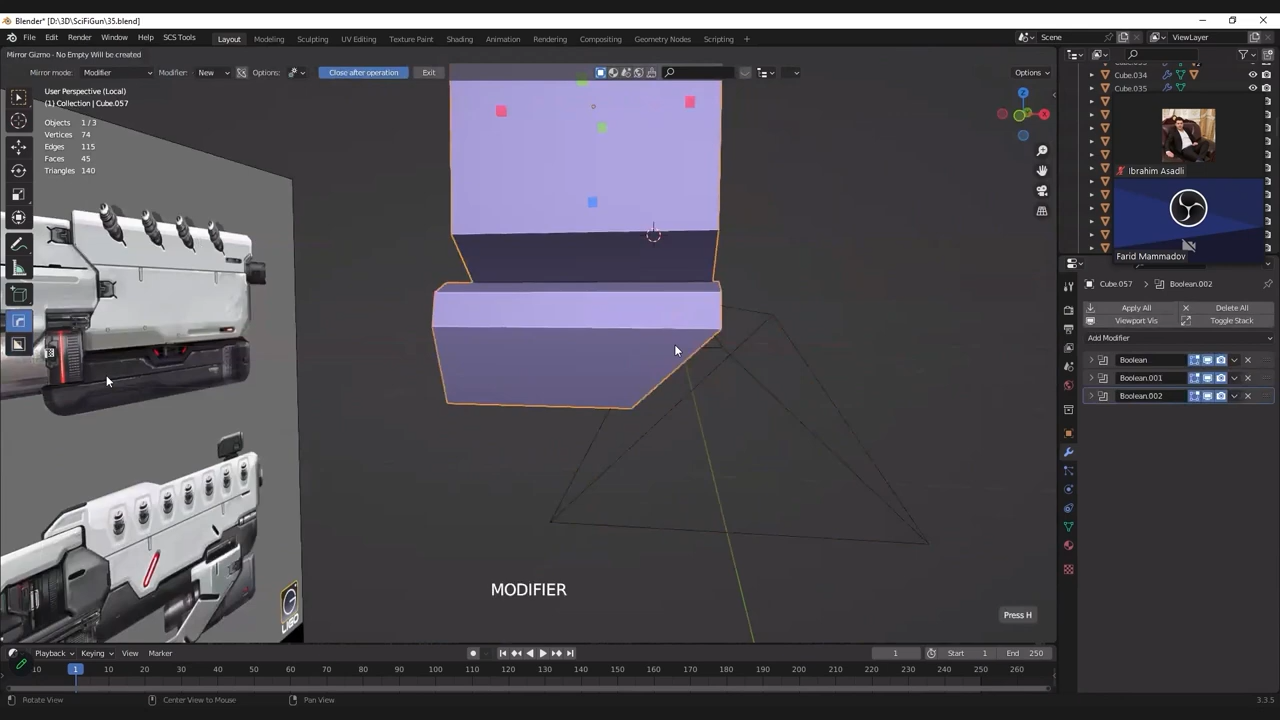 Blender* [D:\3D\SciFiGun\35.blend]
File Edit Render Window Help SCS Tools Layout Modeling Sculpting UV Editing Texture Paint Shading Animation Rendering Compositing Geometry Nodes Scripting + Scene ViewLayer
Mirror Gizmo - No Empty Will be created
Mirror mode: Modifier Modifier: New Options: Close after operation Exit Options
User Perspective (Local)
(1) Collection | Cube.057
Objects 1 / 3
Vertices 74
Edges 115
Faces 45
Triangles 140
Z
X
Cube.034
Cube.035
Ibrahim Asadli
Farid Mammadov
Cube.057 Boolean.002
Apply All Delete All
Viewport Vis Toggle Stack
Add Modifier
Boolean
Boolean.001
Boolean.002
LIGO
MODIFIER
Press H
Playback Keying View Marker 1 Start 1 End 250
1 10 20 30 40 50 60 70 80 90 100 110 120 130 140 150 160 170 180 190 200 210 220 230 240 250 260
Rotate View Center View to Mouse Pan View 3.3.5